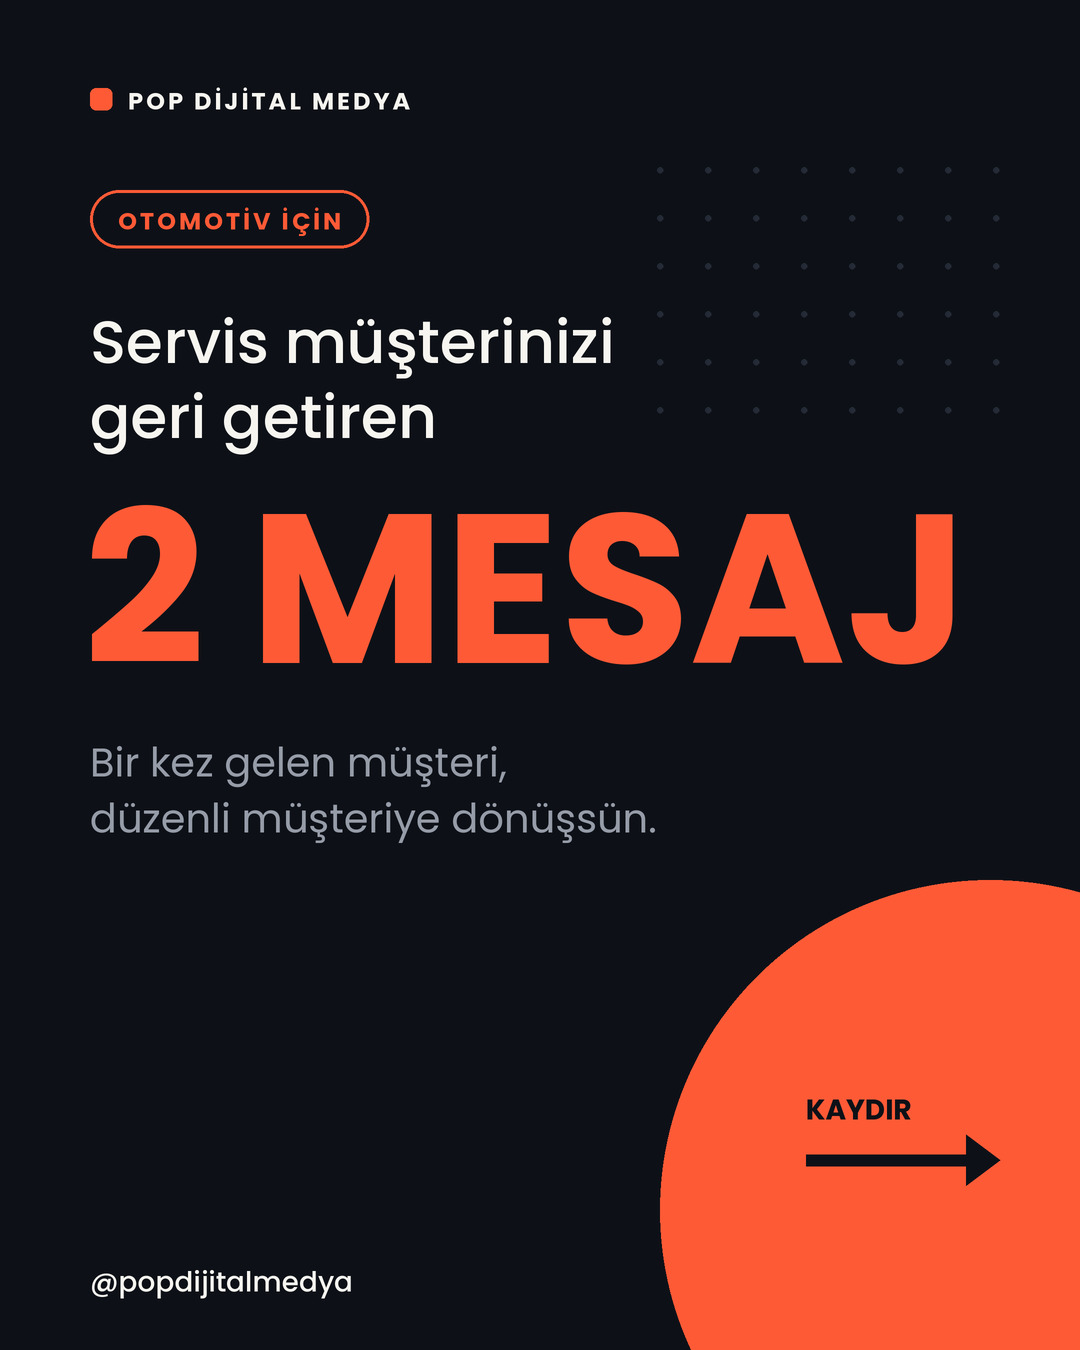 POP DİJİTAL MEDYA
OTOMOTİV İÇİN
Servis müşterinizi
geri getiren
2 MESAJ
Bir kez gelen müşteri,
düzenli müşteriye dönüşsün.
KAYDIR
@popdijitalmedya